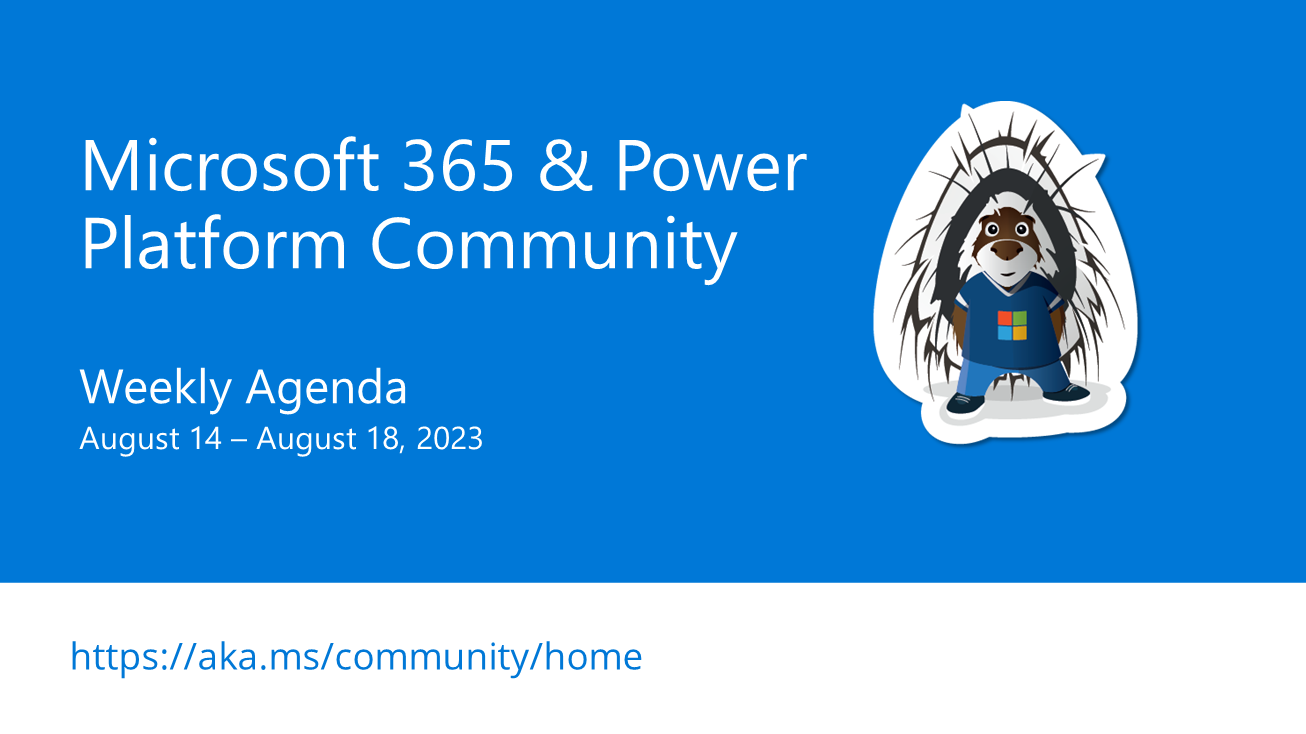 Microsoft 365 & Power
Platform Community
Weekly Agenda
August 14 – August 18, 2023
https://aka.ms/community/home